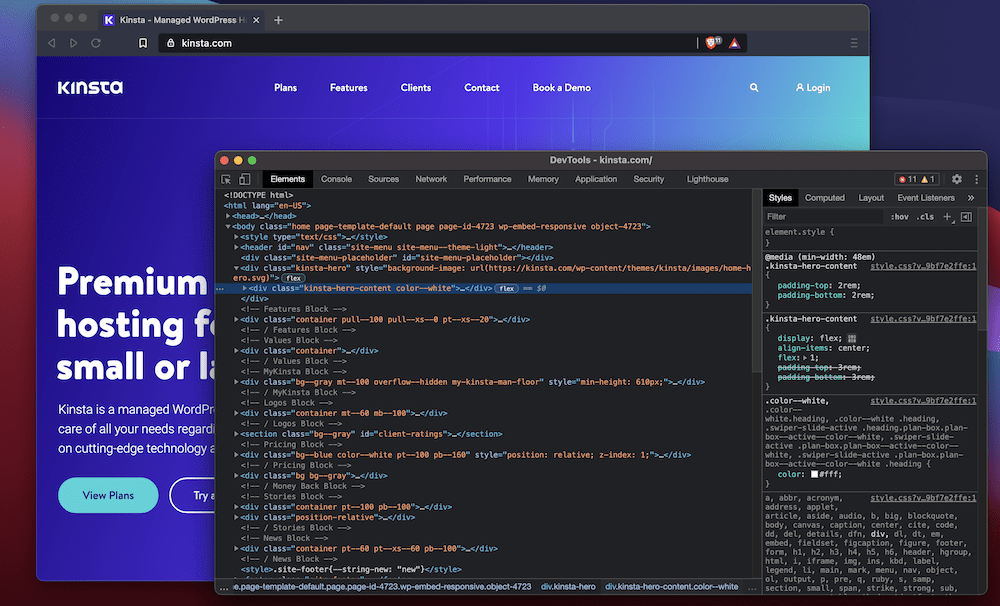 Kinsta - Managed WordPress H
kinsta.com
11
KINSTA
Plans
Features
Clients
Contact
Book a Demo
Login
Premium
hosting fo
small or la
Kinsta is a managed WordPre
care of all your needs regardi
on cutting-edge technology a
View Plans
Try a
DevTools - kinsta.com/
Elements
Console
Sources
Network
Performance
Memory
Application
Security
Lighthouse
11
1
<!DOCTYPE html>
<html lang="en-US">
<head>…</head>
<body class="home page-template-default page page-id-4723 wp-embed-responsive object-4723">
<style type="text/css">…</style>
<header id="nav" class="site-menu site-menu--theme-light">…</header>
<div class="site-menu-placeholder" id="site-menu-placeholder"></div>
<div class="kinsta-hero" style="background-image: url(https://kinsta.com/wp-content/themes/kinsta/images/home-h
ero.svg)"> flex
<div class="kinsta-hero-content color--white">…</div> flex == $0
</div>
<!-- Features Block -->
<div class="container pull--100 pull--xs--0 pt--xs--20">…</div>
<!-- / Features Block -->
<!-- Values Block -->
<div class="container">…</div>
<!-- / Values Block -->
<!-- MyKinsta Block -->
<div class="bg--gray mt--100 overflow--hidden my-kinsta-man-floor" style="min-height: 610px;">…</div>
<!-- / MyKinsta Block -->
<!-- Logos Block -->
<div class="container mt--60 mb--100">…</div>
<!-- / Logos Block -->
<section class="bg--gray" id="client-ratings">…</section>
<!-- Pricing Block -->
<div class="bg--blue color--white pt--100 pb--160" style="position: relative; z-index: 1;">…</div>
<!-- / Pricing Block -->
<div class="bg bg--gray">…</div>
<!-- / Money Back Block -->
<!-- Stories Block -->
<div class="container pt--100 pb--100">…</div>
<div class="position-relative">…</div>
<!-- / Stories Block -->
<!-- News Block -->
<div class="container pt--60 pt--xs--60 pb--100">…</div>
<!-- / News Block -->
<style>.site-footer{--string-new: "new"}</style>
… e.page-template-default.page.page-id-4723.wp-embed-responsive.object-4723
div.kinsta-hero
div.kinsta-hero-content.color--white
…
Styles
Computed
Layout
Event Listeners
»
Filter
:hov
.cls
+
element.style {
}
@media (min-width: 48em)
.kinsta-hero-content style.css?v…9bf7e2ffe:1
{
padding-top: 2rem;
padding-bottom: 2rem;
}
.kinsta-hero-content style.css?v…9bf7e2ffe:1
{
display: flex;
align-items: center;
flex: 1;
padding-top: 3rem;
padding-bottom: 3rem;
}
.color--white, style.css?v…9bf7e2ffe:1
.color--
white.heading, .color--white .heading,
.swiper-slide-active .heading.plan-box.plan-
box--active--color--white, .swiper-slide-
active .plan-box.plan-box--active--color--
white, .swiper-slide-active .plan-box.plan-
box--active--color--white .heading {
color: #fff;
}
a, abbr, acronym, style.css?v…9bf7e2ffe:1
address, applet,
article, aside, audio, b, big, blockquote,
body, canvas, caption, center, cite, code,
dd, del, details, dfn, div, dl, dt, em,
embed, fieldset, figcaption, figure, footer,
form, h1, h2, h3, h4, h5, h6, header, hgroup,
html, i, iframe, img, ins, kbd, label,
legend, li, main, mark, menu, nav, object,
ol, output, p, pre, q, ruby, s, samp,
section, small, span, strike, strong, sub,